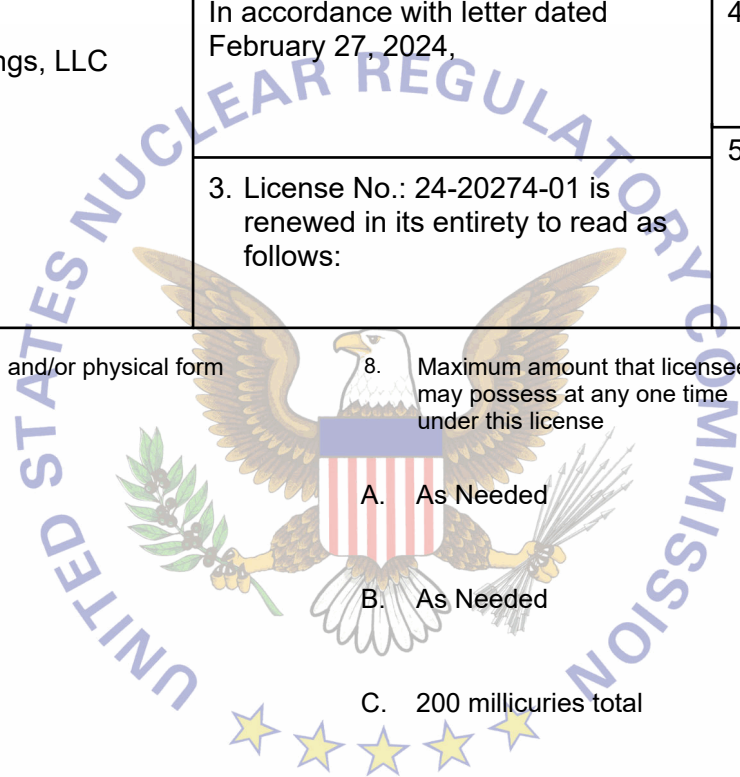 In accordance with letter dated
February 27, 2024,
ngs, LLC
4
5
3. License No.: 24-20274-01 is
renewed in its entirety to read as
follows:
and/or physical form
8. Maximum amount that licensee
may possess at any one time
under this license
A. As Needed
B. As Needed
C. 200 millicuries total
UNITED STATES NUCLEAR REGULATORY COMMISSION